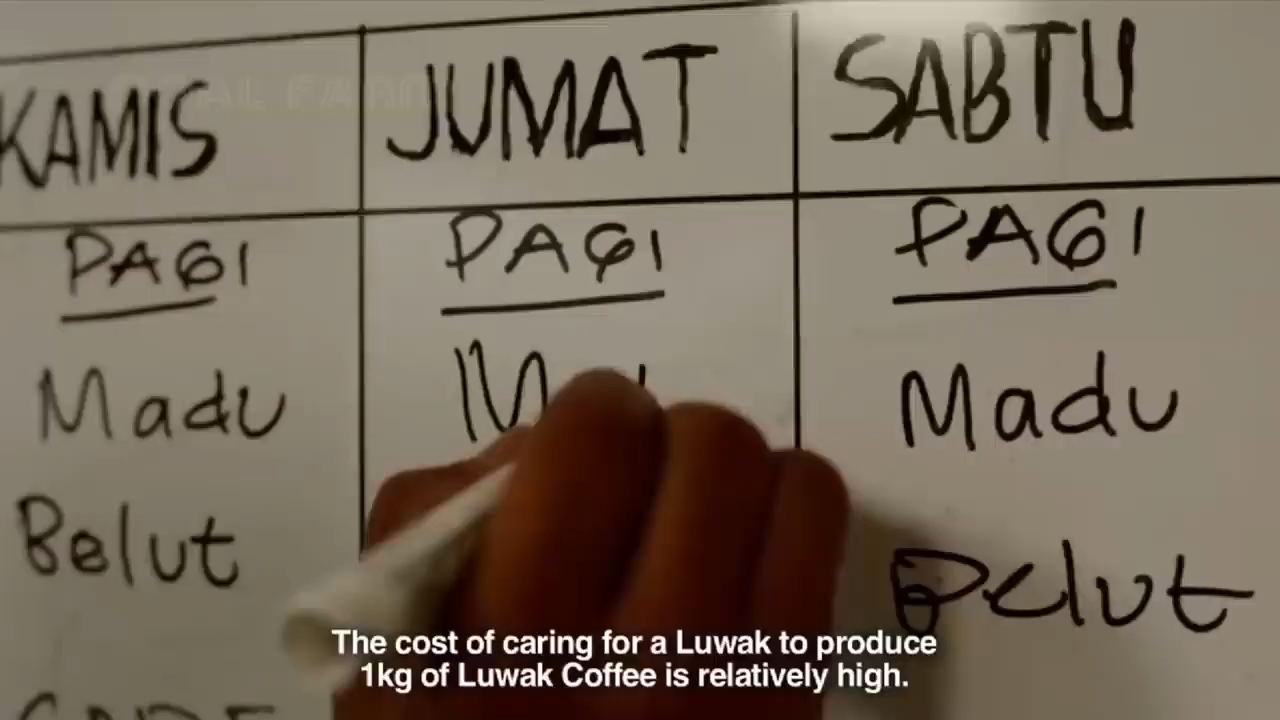 KAMIS
JUMAT
SABTU
PAGI
PAGI
PAGI
Madu
Madu
Belut
Belut
The cost of caring for a Luwak to produce
1kg of Luwak Coffee is relatively high.